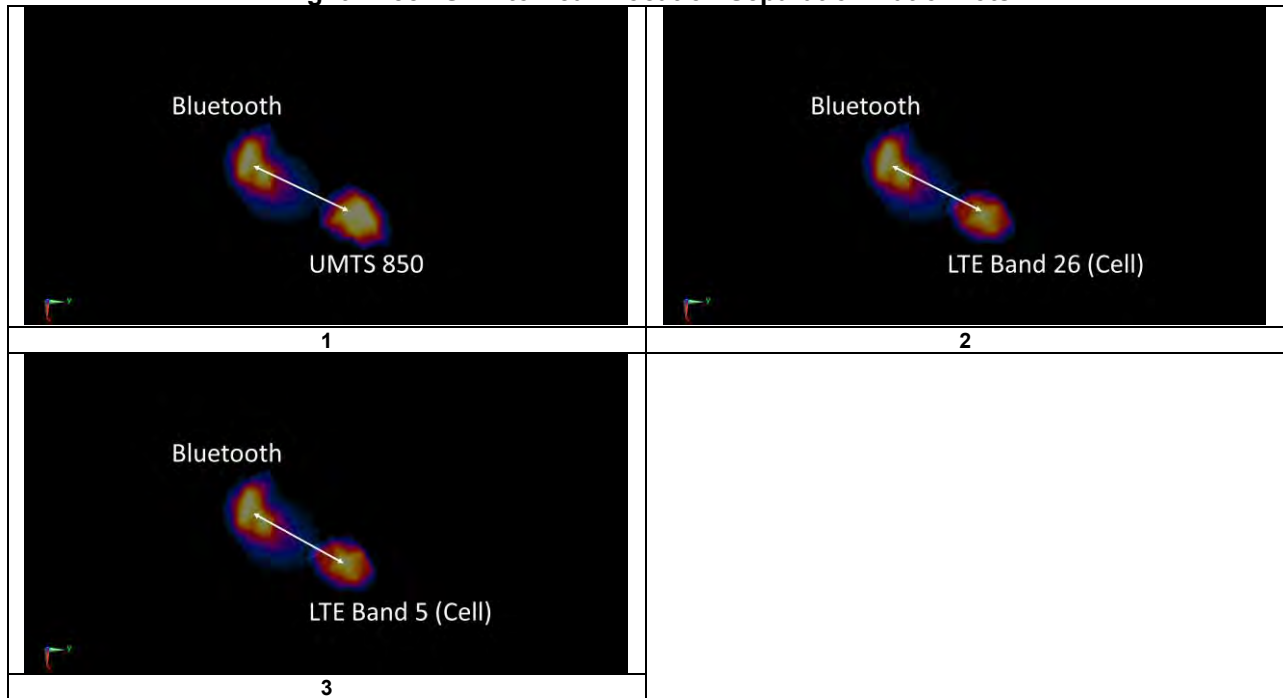 Bluetooth
UMTS 850
Bluetooth
LTE Band 26 (Cell)
1
2
Bluetooth
LTE Band 5 (Cell)
3